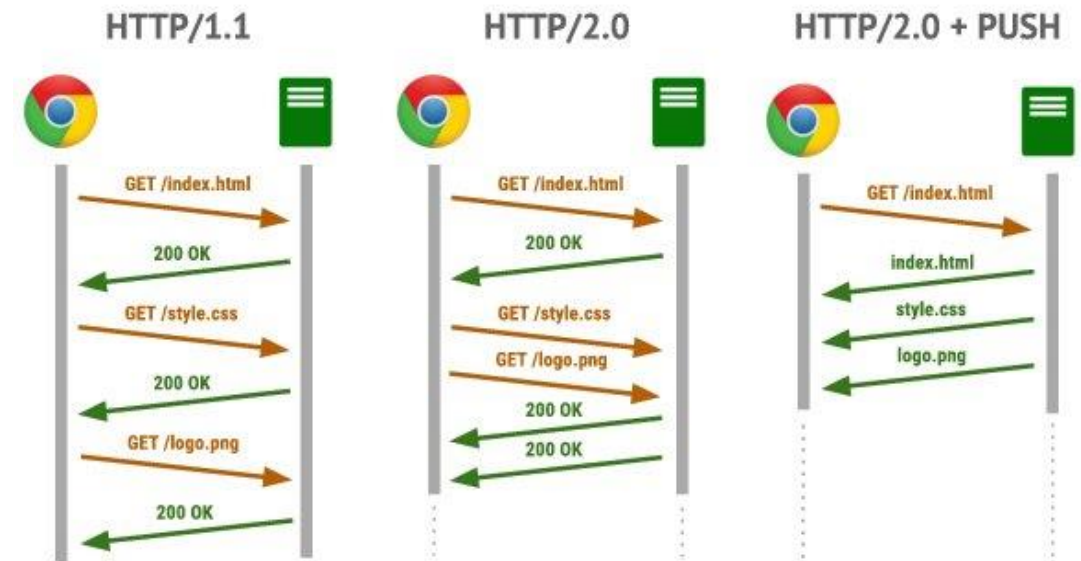 HTTP/1.1
GET /index.html
200 OK
GET /style.css
200 OK
GET /logo.png
200 OK
HTTP/2.0
GET /index.html
200 OK
GET /style.css
GET /logo.png
200 OK
200 OK
HTTP/2.0 + PUSH
GET /index.html
index.html
style.css
logo.png